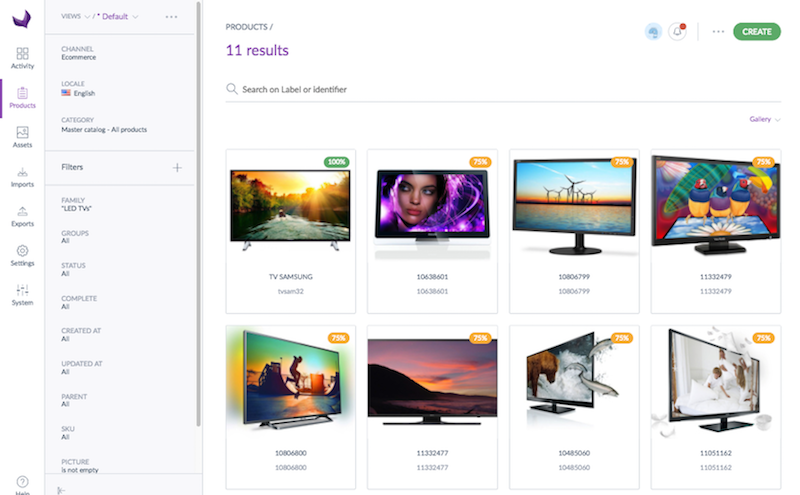 Activity
Products
Assets
Imports
Exports
Settings
System
Help
VIEWS / * Default
CHANNEL
Ecommerce
LOCALE
English
CATEGORY
Master catalog - All products
Filters
FAMILY
"LED TVs"
GROUPS
All
STATUS
All
COMPLETE
All
CREATED AT
All
UPDATED AT
All
PARENT
All
SKU
All
PICTURE
is not empty
PRODUCTS /
CREATE
11 results
Search on Label or identifier
Gallery
100%
75%
75%
75%
TV SAMSUNG
tvsam32
10638601
10638601
10806799
10806799
11332479
11332479
75%
75%
75%
75%
10806800
10806800
11332477
11332477
10485060
10485060
11051162
11051162